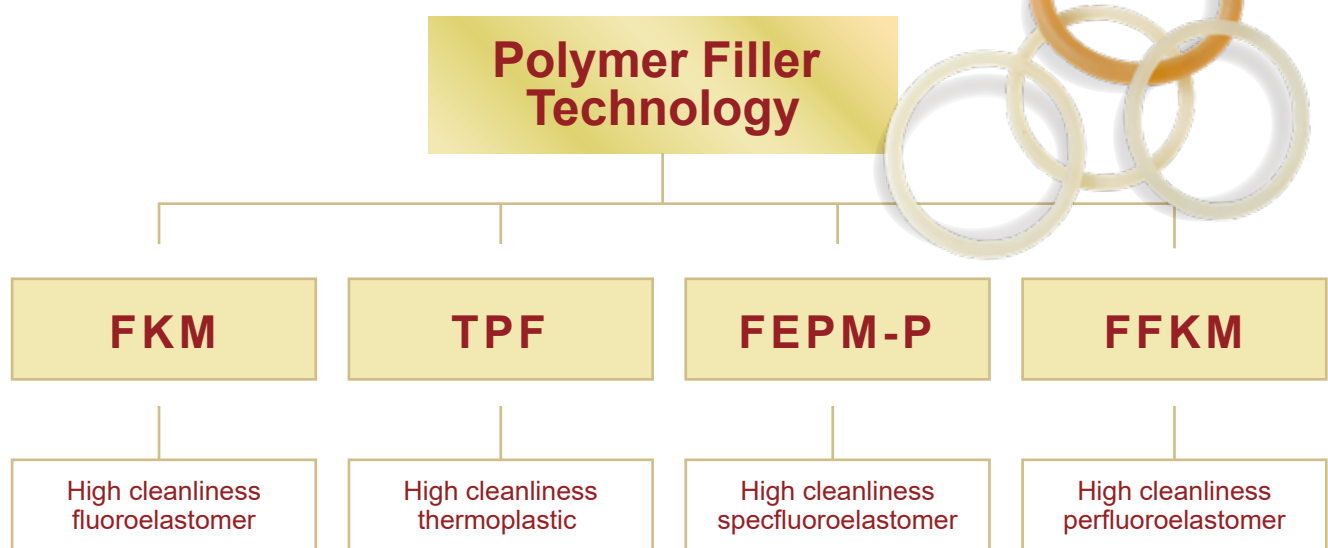 Polymer Filler
Technology
FKM
TPF
FEPM-P
FFKM
High cleanliness
fluoroelastomer
High cleanliness
thermoplastic
High cleanliness
specfluoroelastomer
High cleanliness
perfluoroelastomer